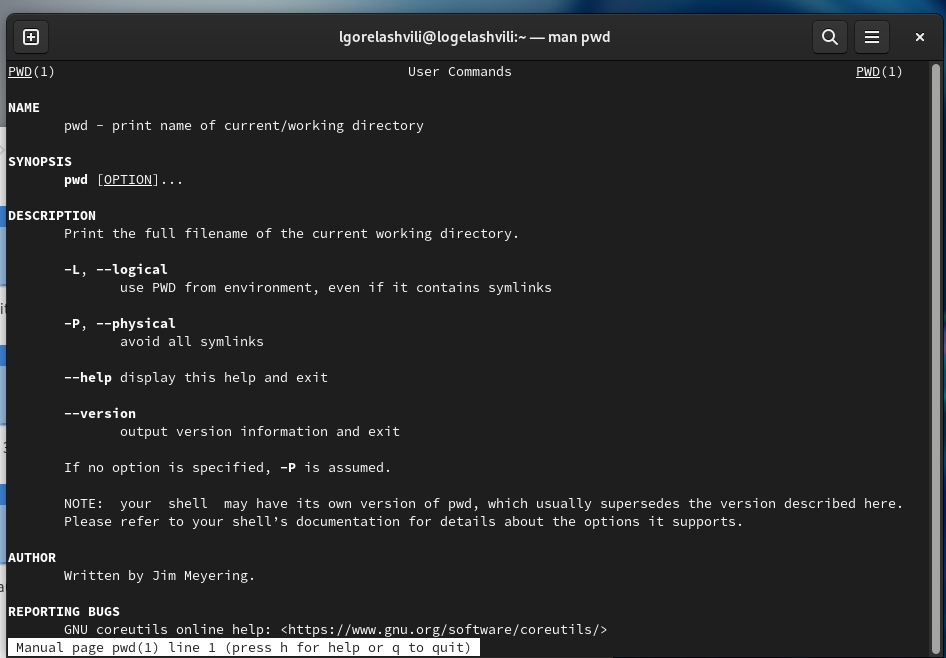 lgorelashvili@logelashvili:~ — man pwd
PWD(1) User Commands PWD(1)
NAME
pwd - print name of current/working directory
SYNOPSIS
pwd [OPTION]...
DESCRIPTION
Print the full filename of the current working directory.
-L, --logical
use PWD from environment, even if it contains symlinks
-P, --physical
avoid all symlinks
--help display this help and exit
--version
output version information and exit
If no option is specified, -P is assumed.
NOTE: your shell may have its own version of pwd, which usually supersedes the version described here.
Please refer to your shell’s documentation for details about the options it supports.
AUTHOR
Written by Jim Meyering.
REPORTING BUGS
GNU coreutils online help: <https://www.gnu.org/software/coreutils/>
Manual page pwd(1) line 1 (press h for help or q to quit)